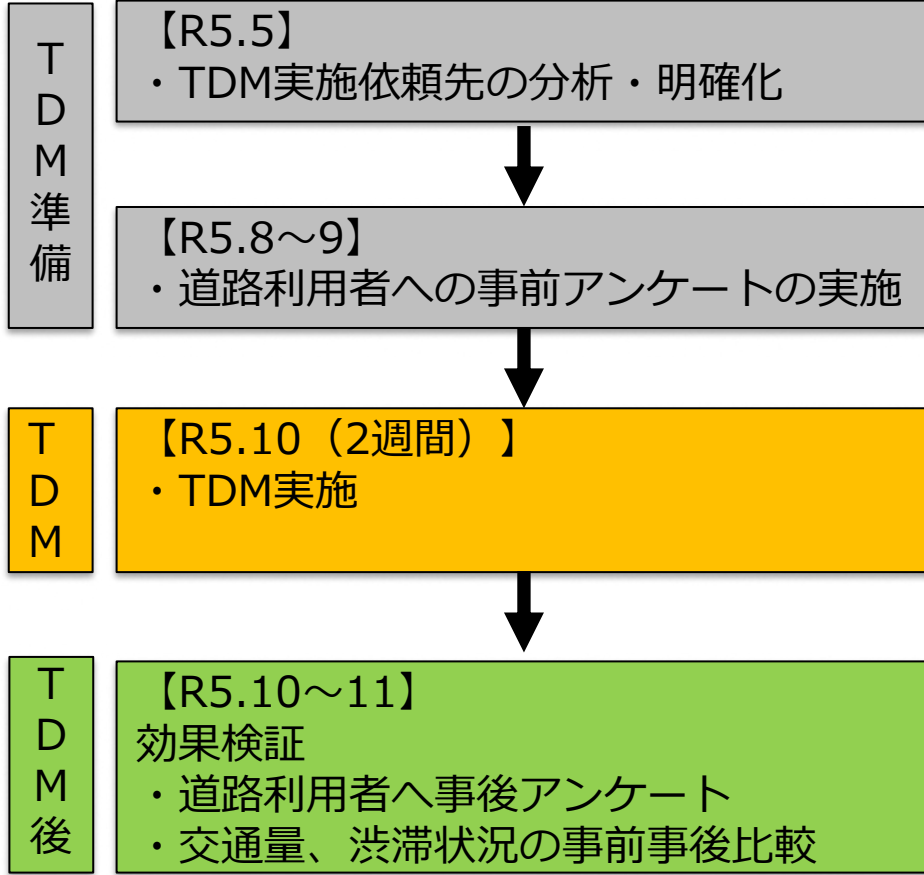 TDM準備
【R5.5】
・TDM実施依頼先の分析・明確化
【R5.8～9】
・道路利用者への事前アンケートの実施
TDM
【R5.10（2週間）】
・TDM実施
TDM後
【R5.10～11】
効果検証
・道路利用者へ事後アンケート
・交通量、渋滞状況の事前事後比較